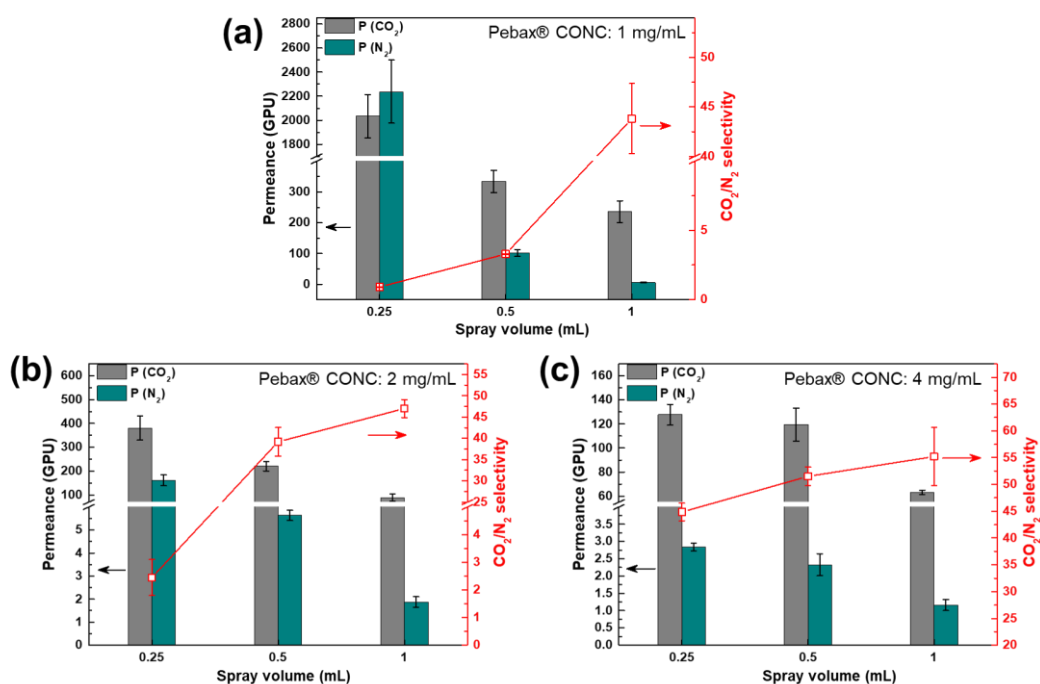 (a)
P (CO₂)
P (N₂)
Pebax® CONC: 1 mg/mL
2800
2600
2400
2200
2000
1800
300
200
100
0
Permeance (GPU)
50
45
40
5
0
CO₂/N₂ selectivity
0.25 0.5 1
Spray volume (mL)
(b)
P (CO₂)
P (N₂)
Pebax® CONC: 2 mg/mL
600
500
400
300
200
100
5
4
3
2
1
0
Permeance (GPU)
55
50
45
40
35
30
25
5
4
3
2
1
0
CO₂/N₂ selectivity
0.25 0.5 1
Spray volume (mL)
(c)
P (CO₂)
P (N₂)
Pebax® CONC: 4 mg/mL
160
140
120
100
80
60
3.5
3.0
2.5
2.0
1.5
1.0
0.5
0.0
Permeance (GPU)
70
65
60
55
50
45
40
35
30
25
20
CO₂/N₂ selectivity
0.25 0.5 1
Spray volume (mL)